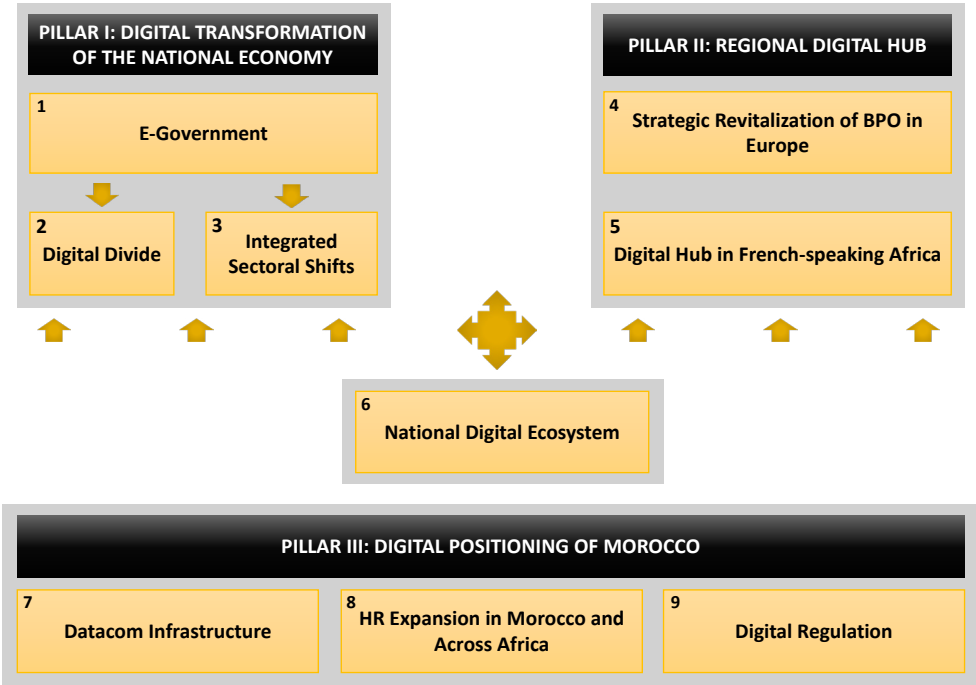 PILLAR I: DIGITAL TRANSFORMATION
OF THE NATIONAL ECONOMY
1
E-Government
2
Digital Divide
3
Integrated
Sectoral Shifts
PILLAR II: REGIONAL DIGITAL HUB
4
Strategic Revitalization of BPO in
Europe
5
Digital Hub in French-speaking Africa
6
National Digital Ecosystem
PILLAR III: DIGITAL POSITIONING OF MOROCCO
7
Datacom Infrastructure
8
HR Expansion in Morocco and
Across Africa
9
Digital Regulation